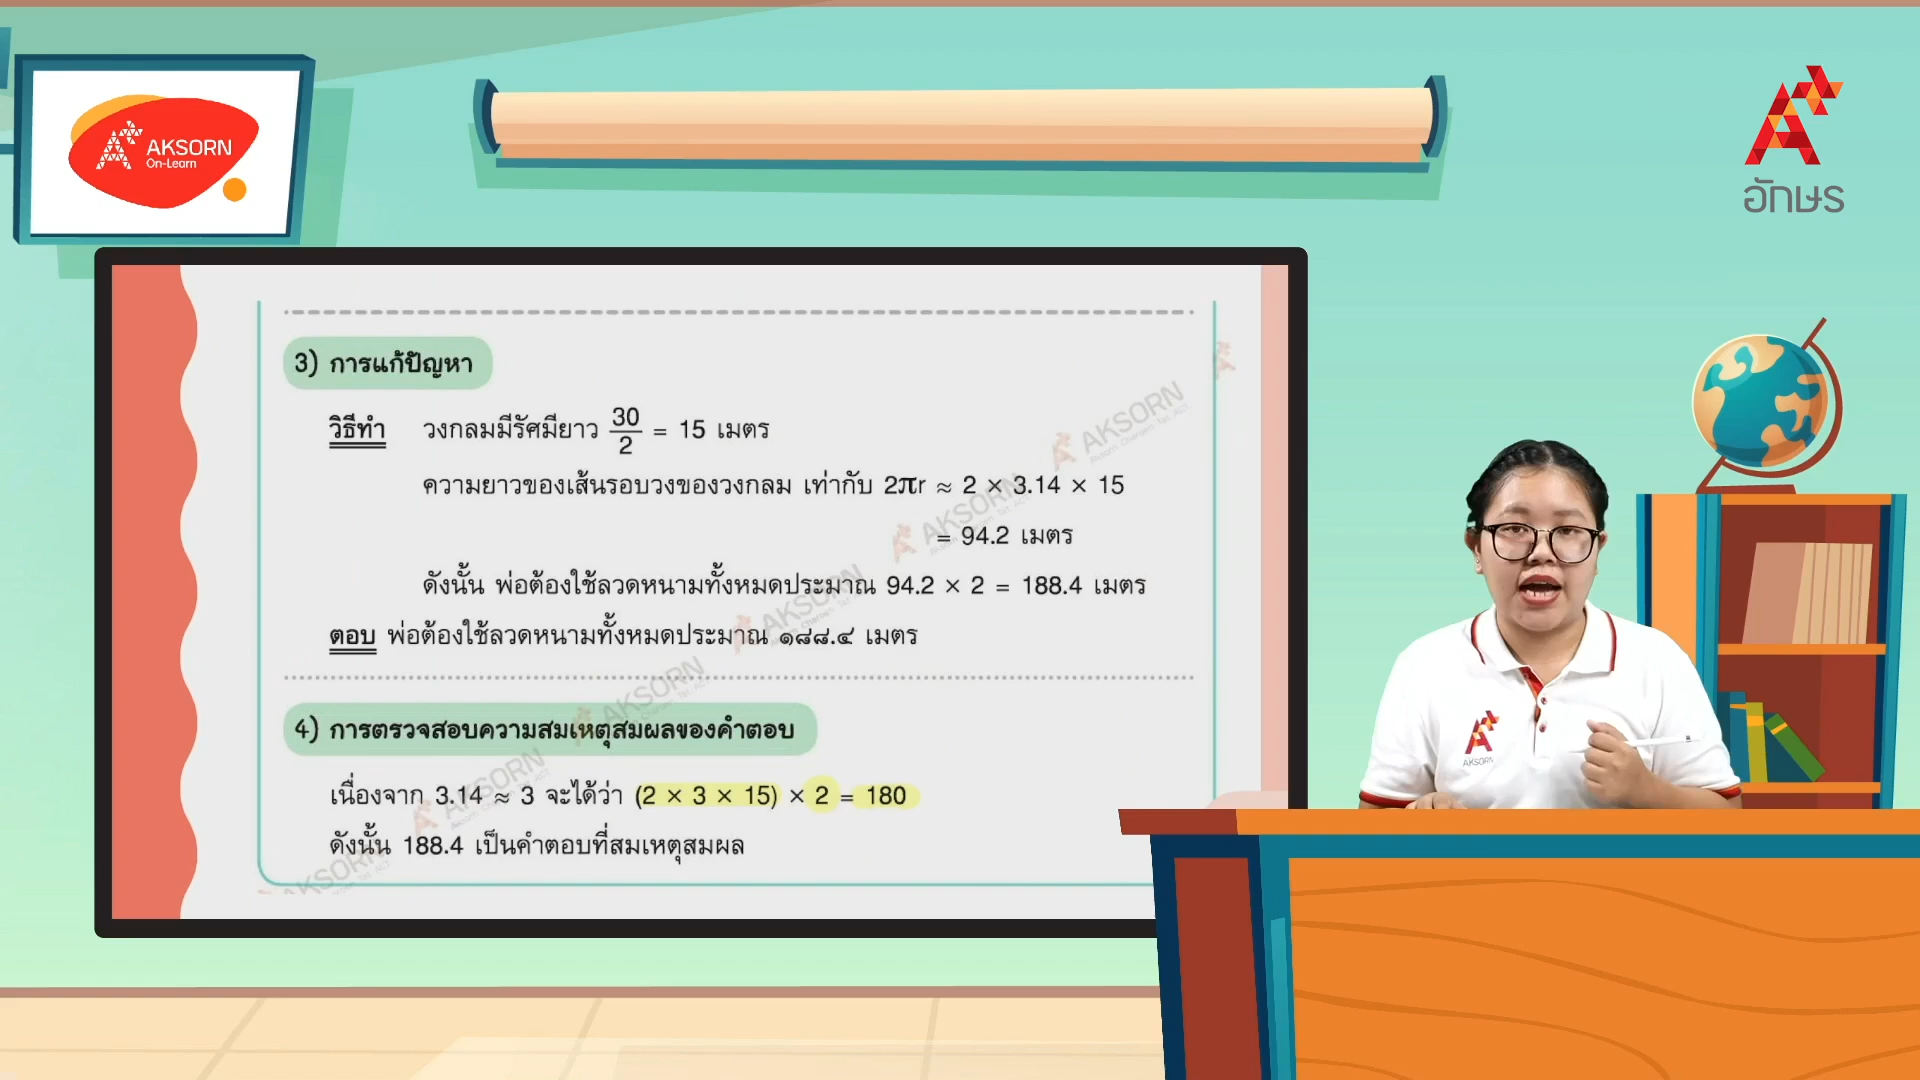 AKSORN
On-Learn
อักษร
3) การแก้ปัญหา
วิธีทำ วงกลมมีรัศมียาว 30/2 = 15 เมตร
ความยาวของเส้นรอบวงของวงกลม เท่ากับ 2πr ≈ 2 × 3.14 × 15
= 94.2 เมตร
ดังนั้น พ่อต้องใช้ลวดหนามทั้งหมดประมาณ 94.2 × 2 = 188.4 เมตร
ตอบ พ่อต้องใช้ลวดหนามทั้งหมดประมาณ ๑๘๘.๔ เมตร
4) การตรวจสอบความสมเหตุสมผลของคำตอบ
เนื่องจาก 3.14 ≈ 3 จะได้ว่า (2 × 3 × 15) × 2 = 180
ดังนั้น 188.4 เป็นคำตอบที่สมเหตุสมผล
AKSORN
AKSORN
AKSORN
AKSORN
AKSORN
AKSORN
AKSORN